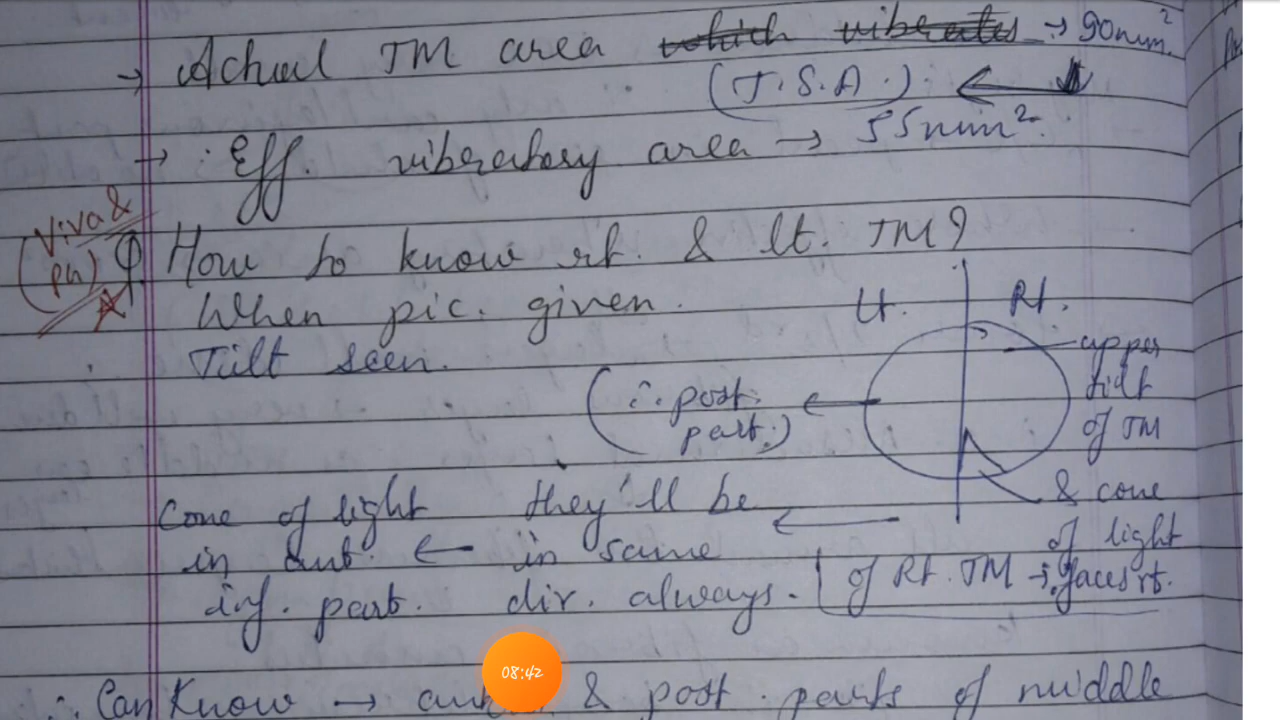 → Actual TM area which vibrates → 90mm²
(T.S.A.) ←
→ Eff. vibratory area → 55mm².
(Viva &
pu)
Q. How to know rt. & lt. TM?
When pic. given.
Tilt seen.
Lt. Rt.
upper
tilt
of TM
(∴ post. ←
part.)
& cone
of light
of Rt. TM → faces rt.
Cone of light
in ant. ←
inf. part.
they'll be ←
in same
dir. always.
∴ Can Know → & post. parts of middle
08:42